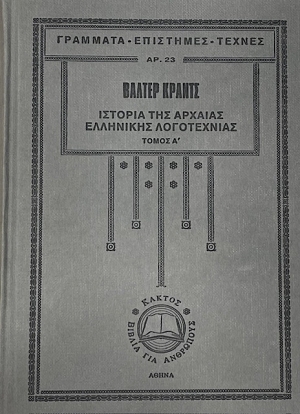 ΓΡΑΜΜΑΤΑ - ΕΠΙΣΤΗΜΕΣ - ΤΕΧΝΕΣ
ΑΡ. 23
ΒΑΛΤΕΡ ΚΡΑΝΤΣ
ΙΣΤΟΡΙΑ ΤΗΣ ΑΡΧΑΙΑΣ
ΕΛΛΗΝΙΚΗΣ ΛΟΓΟΤΕΧΝΙΑΣ
ΤΟΜΟΣ Α'
ΚΑΚΤΟΣ
ΒΙΒΛΙΑ ΓΙΑ ΑΝΘΡΩΠΟΥΣ
ΑΘΗΝΑ